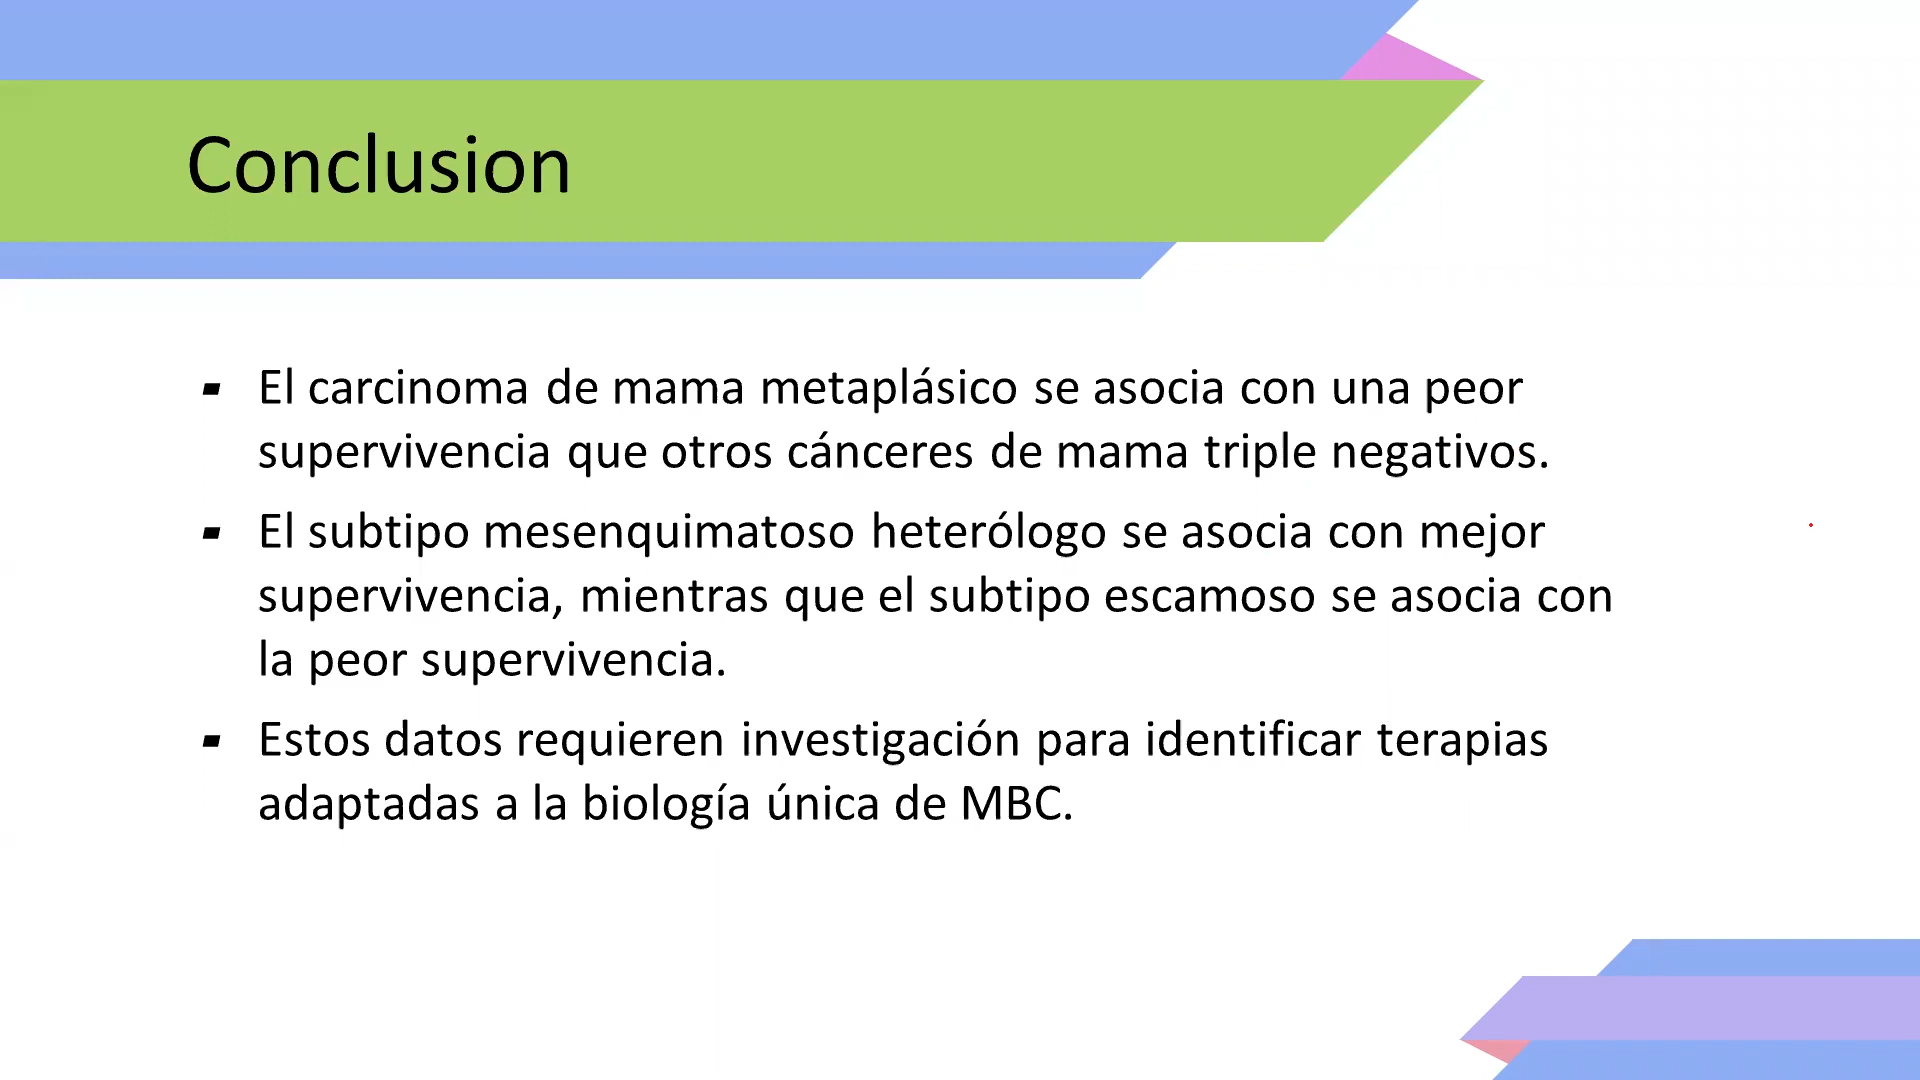 Conclusion
El carcinoma de mama metaplásico se asocia con una peor
supervivencia que otros cánceres de mama triple negativos.
El subtipo mesenquimatoso heterólogo se asocia con mejor
supervivencia, mientras que el subtipo escamoso se asocia con
la peor supervivencia.
Estos datos requieren investigación para identificar terapias
adaptadas a la biología única de MBC.